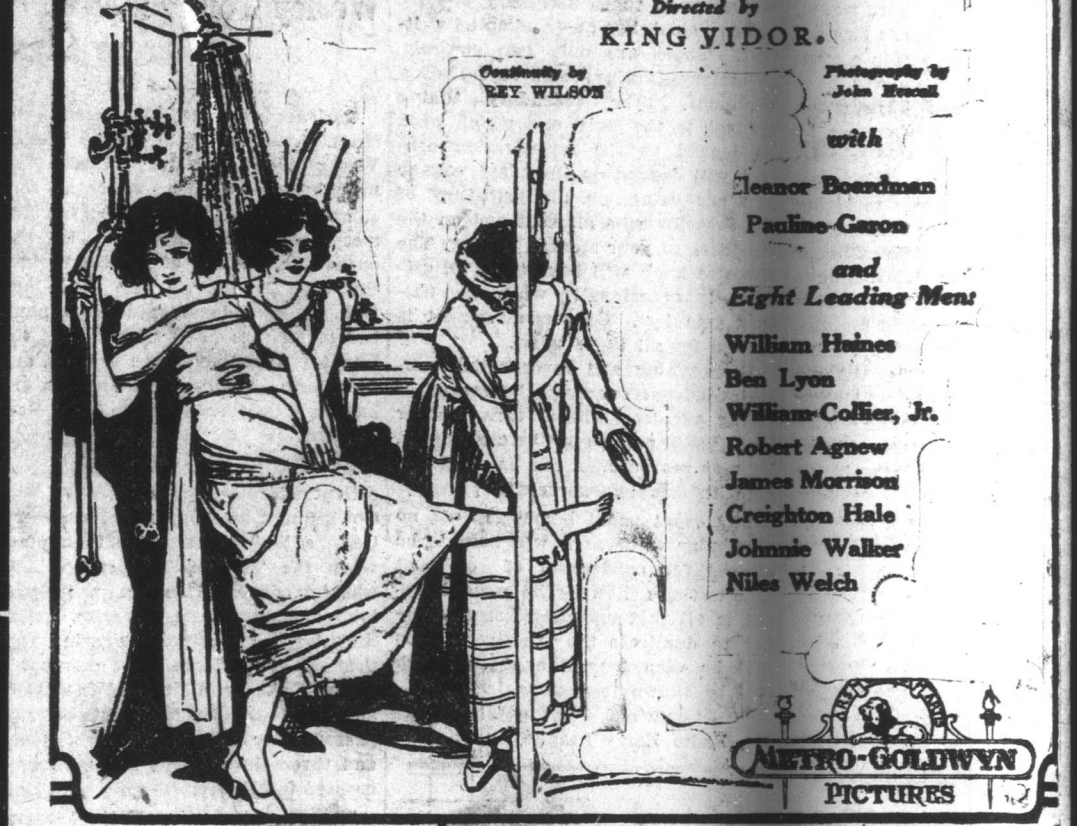 Directed by
KING VIDOR.
Continuity by
REY WILSON
Photography by
John Mescall
with
Eleanor Boardman
Pauline Garon
and
Eight Leading Men:
William Haines
Ben Lyon
William Collier, Jr.
Robert Agnew
James Morrison
Creighton Hale
Johnnie Walker
Niles Welch
ARS ARTIS
METRO-GOLDWYN
PICTURES